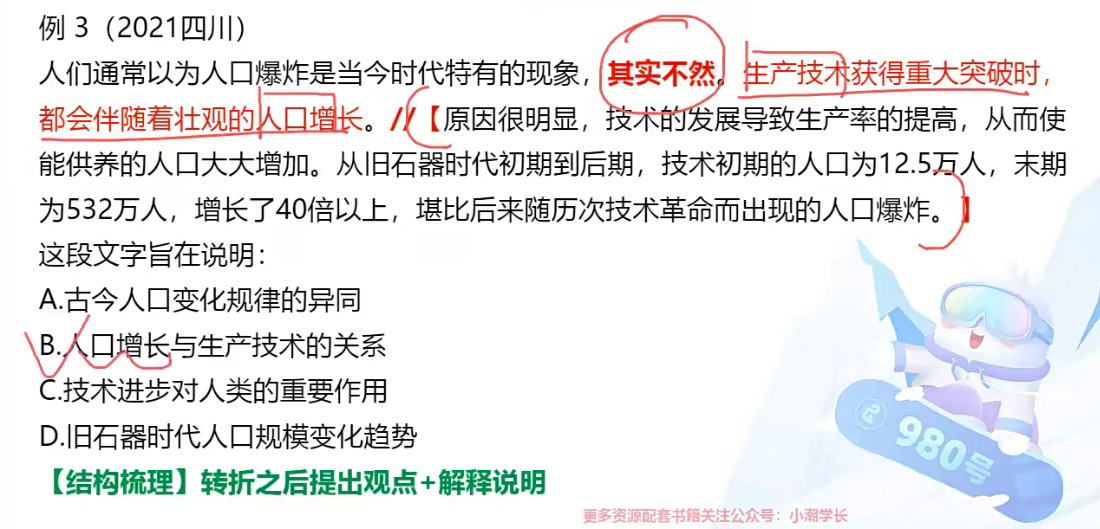 例 3（2021四川）
人们通常以为人口爆炸是当今时代特有的现象，其实不然。生产技术获得重大突破时，
都会伴随着壮观的人口增长。//【原因很明显，技术的发展导致生产率的提高，从而使
能供养的人口大大增加。从旧石器时代初期到后期，技术初期的人口为12.5万人，末期
为532万人，增长了40倍以上，堪比后来随历次技术革命而出现的人口爆炸。】
这段文字旨在说明：
A.古今人口变化规律的异同
B.人口增长与生产技术的关系
C.技术进步对人类的重要作用
D.旧石器时代人口规模变化趋势
【结构梳理】转折之后提出观点+解释说明
980号
更多资源配套书籍关注公众号：小潮学长